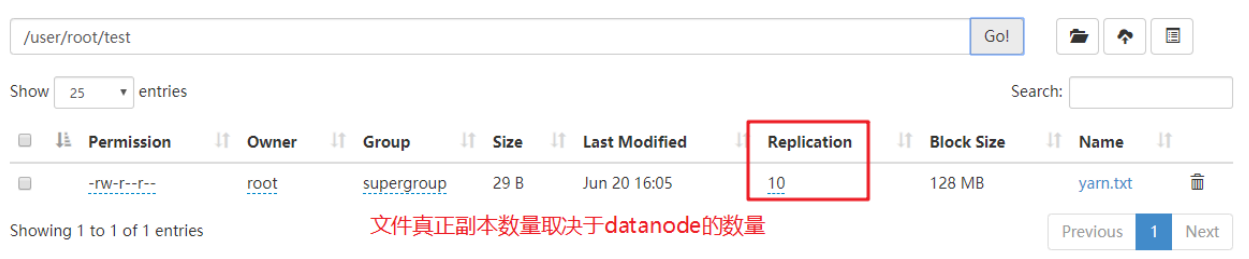 /user/root/test Go!
Show 25 entries Search:
Permission Owner Group Size Last Modified Replication Block Size Name
-rw-r--r-- root supergroup 29 B Jun 20 16:05 10 128 MB yarn.txt
文件真正副本数量取决于datanode的数量
Showing 1 to 1 of 1 entries Previous 1 Next